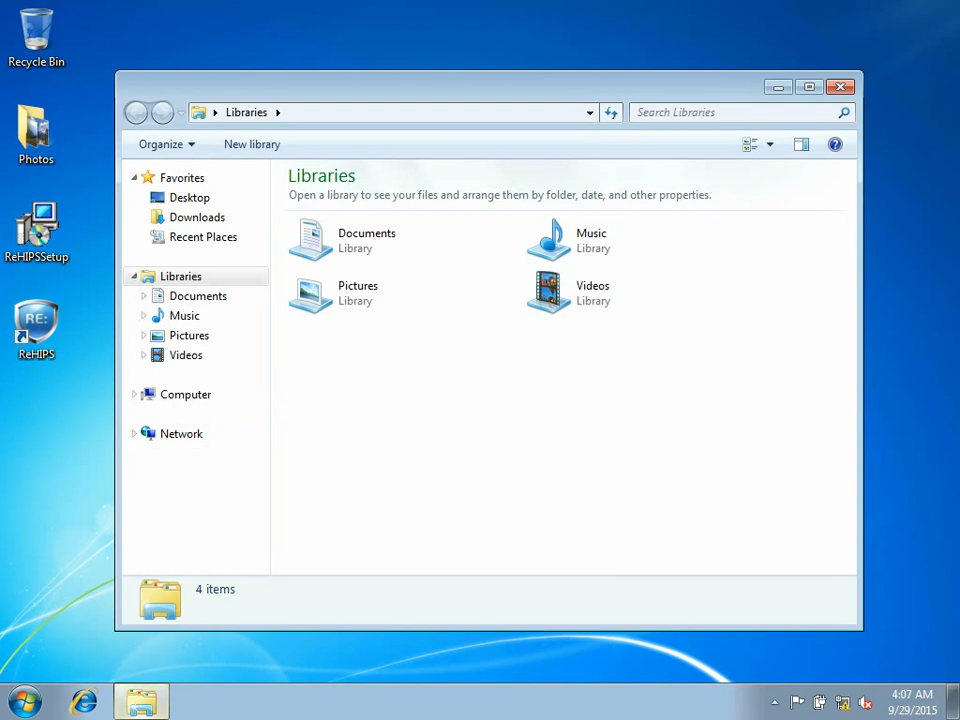 Recycle Bin
Photos
ReHIPSSetup
RE:
ReHIPS
Libraries
Search Libraries
Organize
New library
Favorites
Desktop
Downloads
Recent Places
Libraries
Documents
Music
Pictures
Videos
Computer
Network
Libraries
Open a library to see your files and arrange them by folder, date, and other properties.
Documents
Library
Music
Library
Pictures
Library
Videos
Library
4 items
4:07 AM
9/29/2015